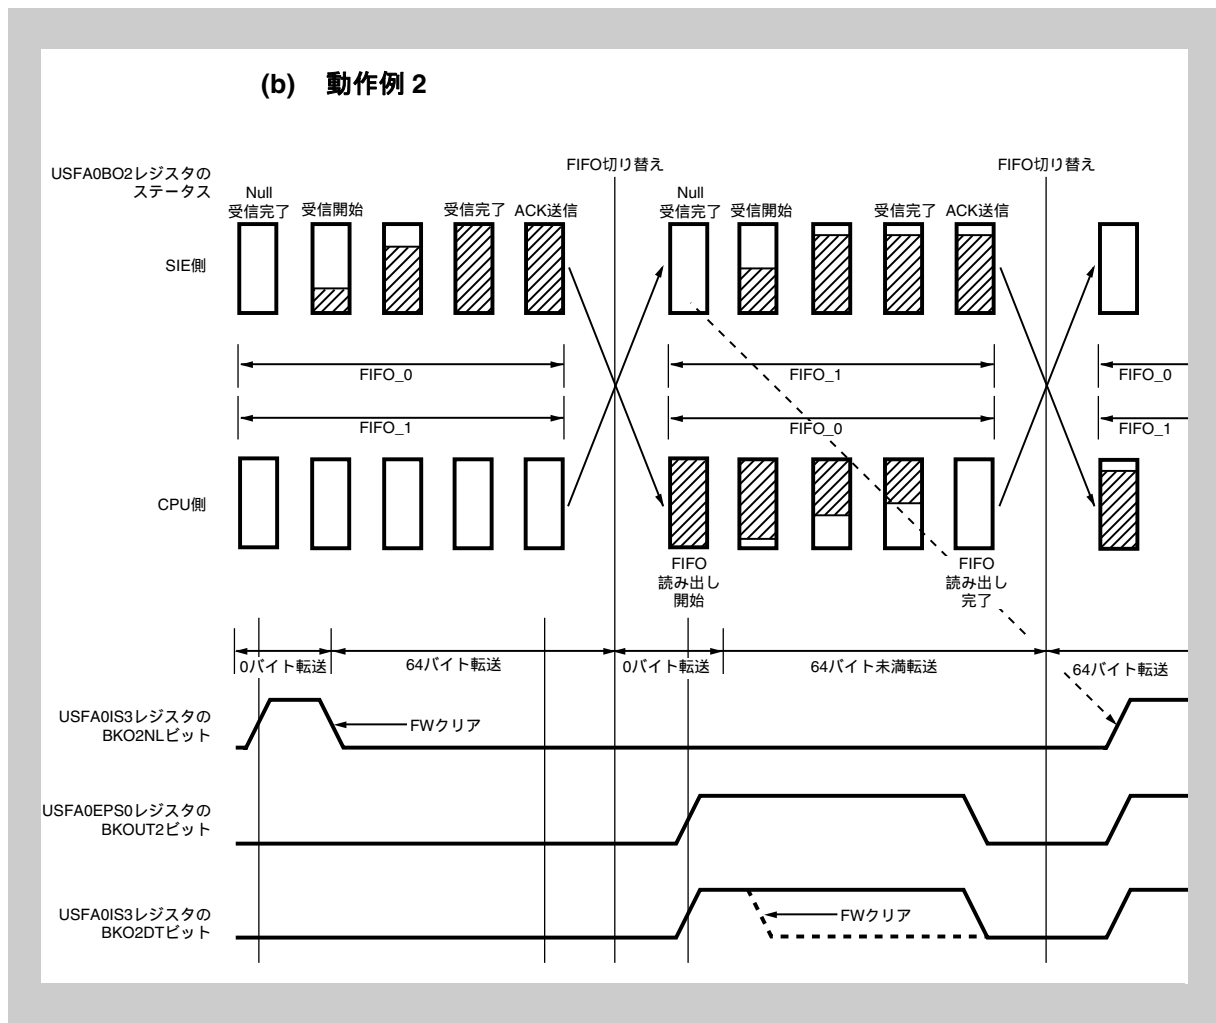 (b) 動作例 2
FIFO切り替え
FIFO切り替え
USFA0BO2レジスタの
ステータス
Null
受信完了
受信開始
受信完了
ACK送信
Null
受信完了
受信開始
受信完了
ACK送信
SIE側
FIFO_0
FIFO_1
FIFO_0
FIFO_1
FIFO_0
FIFO_1
CPU側
FIFO
読み出し
開始
FIFO
読み出し
完了
0バイト転送
64バイト転送
0バイト転送
64バイト未満転送
64バイト転送
USFA0IS3レジスタの
BKO2NLビット
FWクリア
USFA0EPS0レジスタの
BKOUT2ビット
USFA0IS3レジスタの
BKO2DTビット
FWクリア